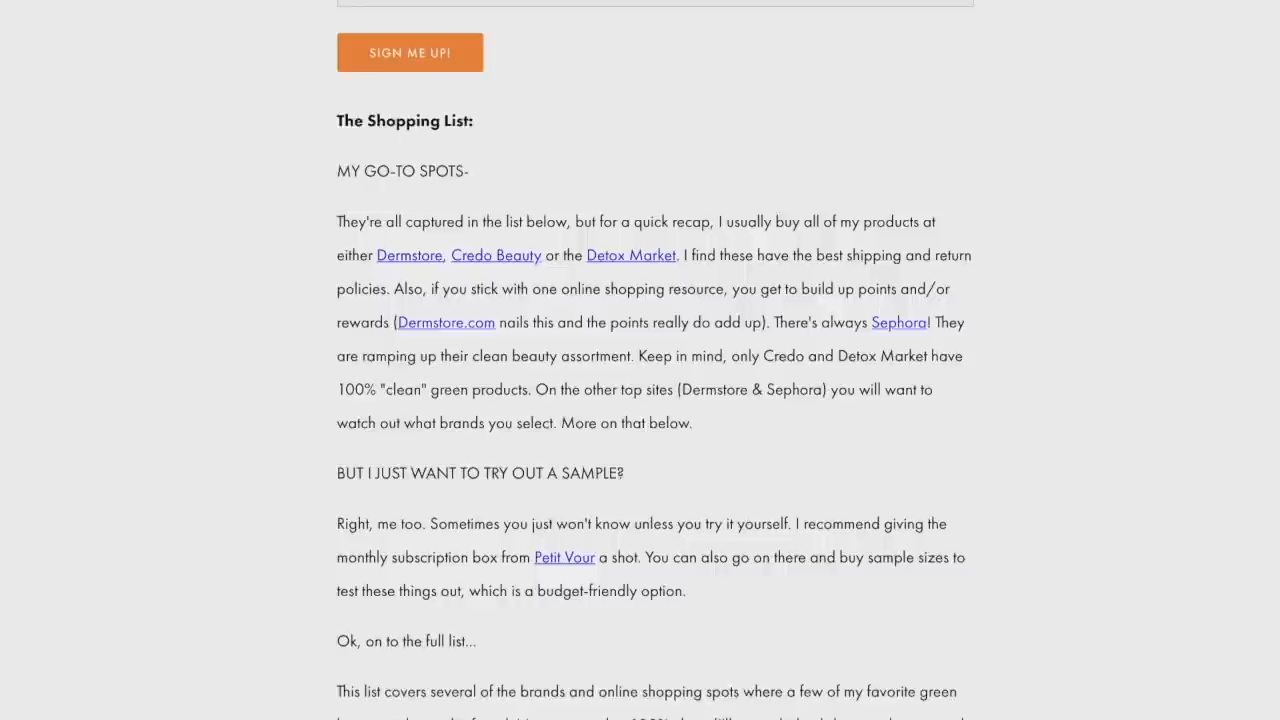 SIGN ME UP!
The Shopping List:
MY GO-TO SPOTS-
They're all captured in the list below, but for a quick recap, I usually buy all of my products at
either Dermstore, Credo Beauty or the Detox Market. I find these have the best shipping and return
policies. Also, if you stick with one online shopping resource, you get to build up points and/or
rewards (Dermstore.com nails this and the points really do add up). There's always Sephora! They
are ramping up their clean beauty assortment. Keep in mind, only Credo and Detox Market have
100% "clean" green products. On the other top sites (Dermstore & Sephora) you will want to
watch out what brands you select. More on that below.
BUT I JUST WANT TO TRY OUT A SAMPLE?
Right, me too. Sometimes you just won't know unless you try it yourself. I recommend giving the
monthly subscription box from Petit Vour a shot. You can also go on there and buy sample sizes to
test these things out, which is a budget-friendly option.
Ok, on to the full list...
This list covers several of the brands and online shopping spots where a few of my favorite green